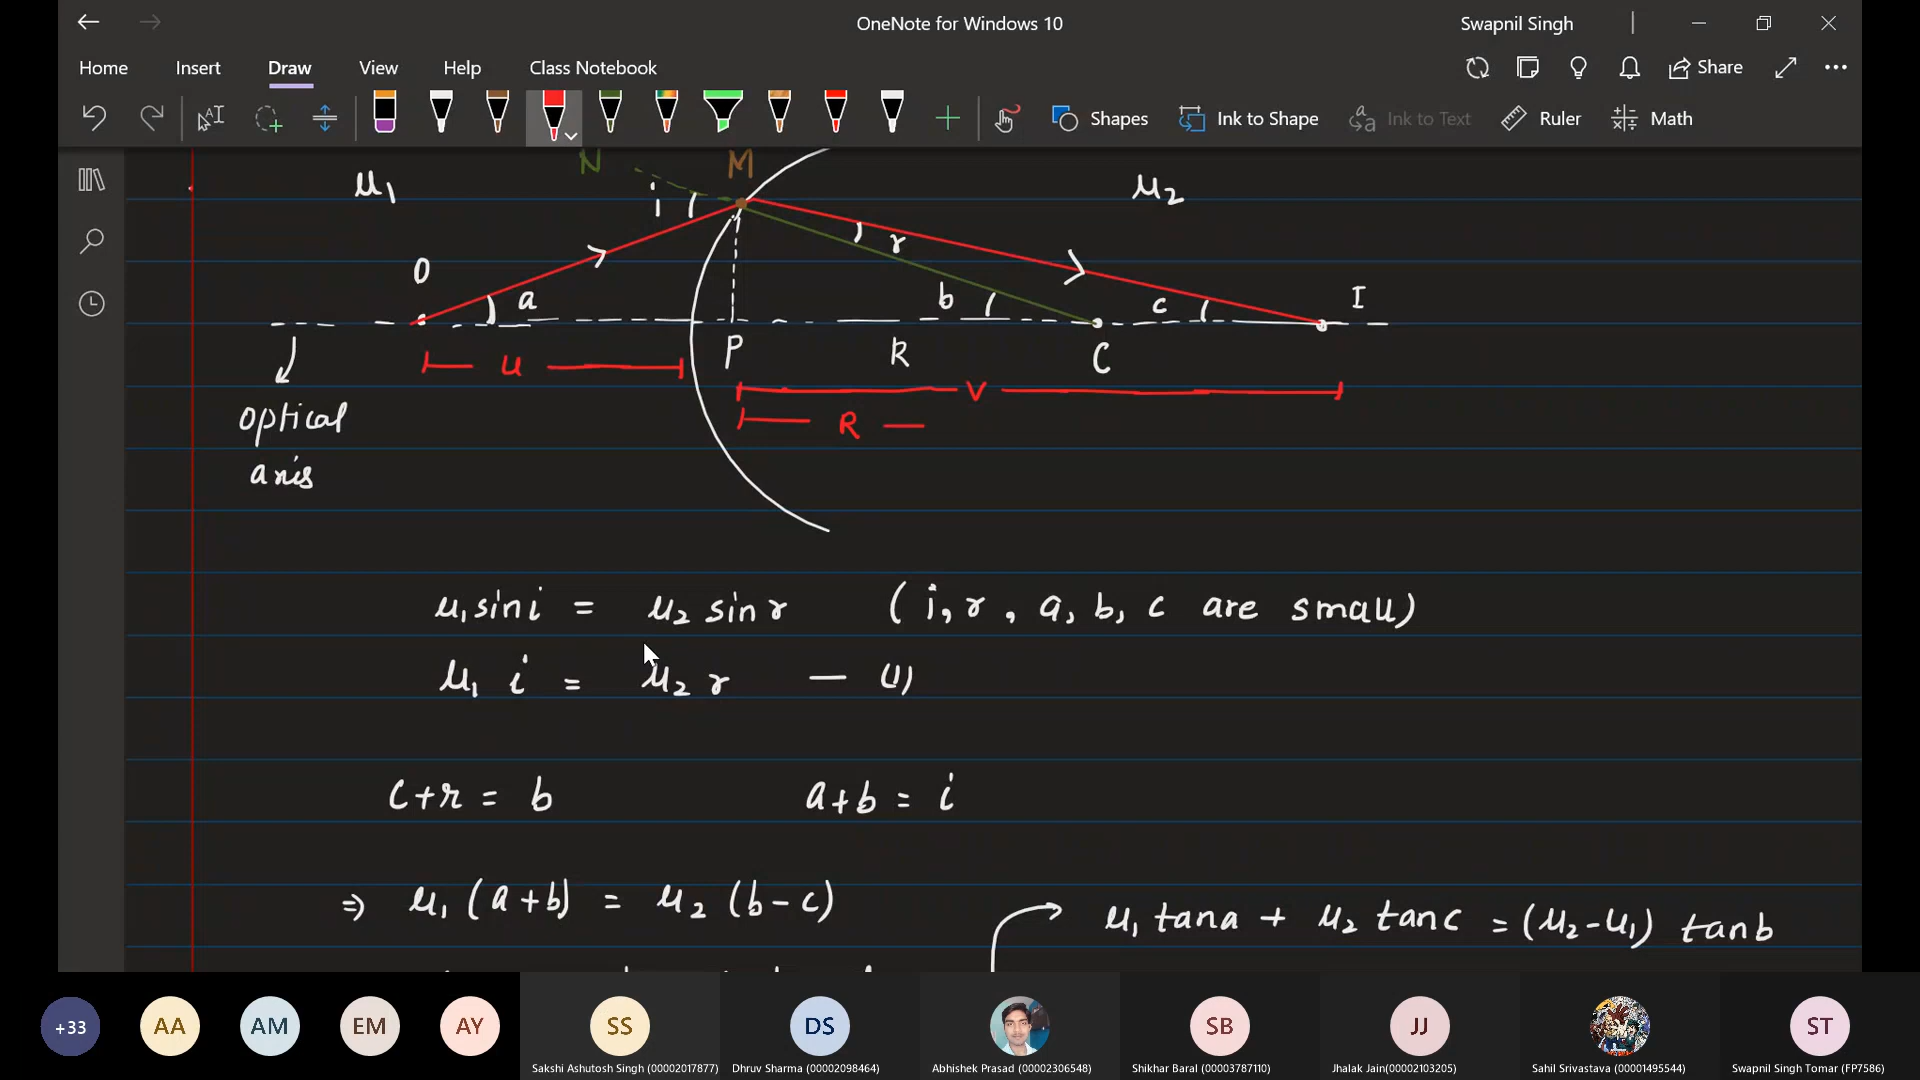 OneNote for Windows 10
Swapnil Singh
Home Insert Draw View Help Class Notebook
Share
Shapes Ink to Shape Ink to Text Ruler Math
N M
μ1 i μ2
O a r b c I
u P R C
V
R
optical
axis
μ1 sin i = μ2 sin r ( i, r, a, b, c are small)
μ1 i = μ2 r — (1)
c+r = b a+b = i
⇒ μ1 (a+b) = μ2 (b-c)
μ1 tan a + μ2 tan c = (μ2-μ1) tan b
+33 AA AM EM AY SS DS SB JJ ST
Sakshi Ashutosh Singh (00002017877) Dhruv Sharma (00002098464) Abhishek Prasad (00002306548) Shikhar Baral (00003787110) Jhalak Jain(00002103205) Sahil Srivastava (00001495544) Swapnil Singh Tomar (FP7586)